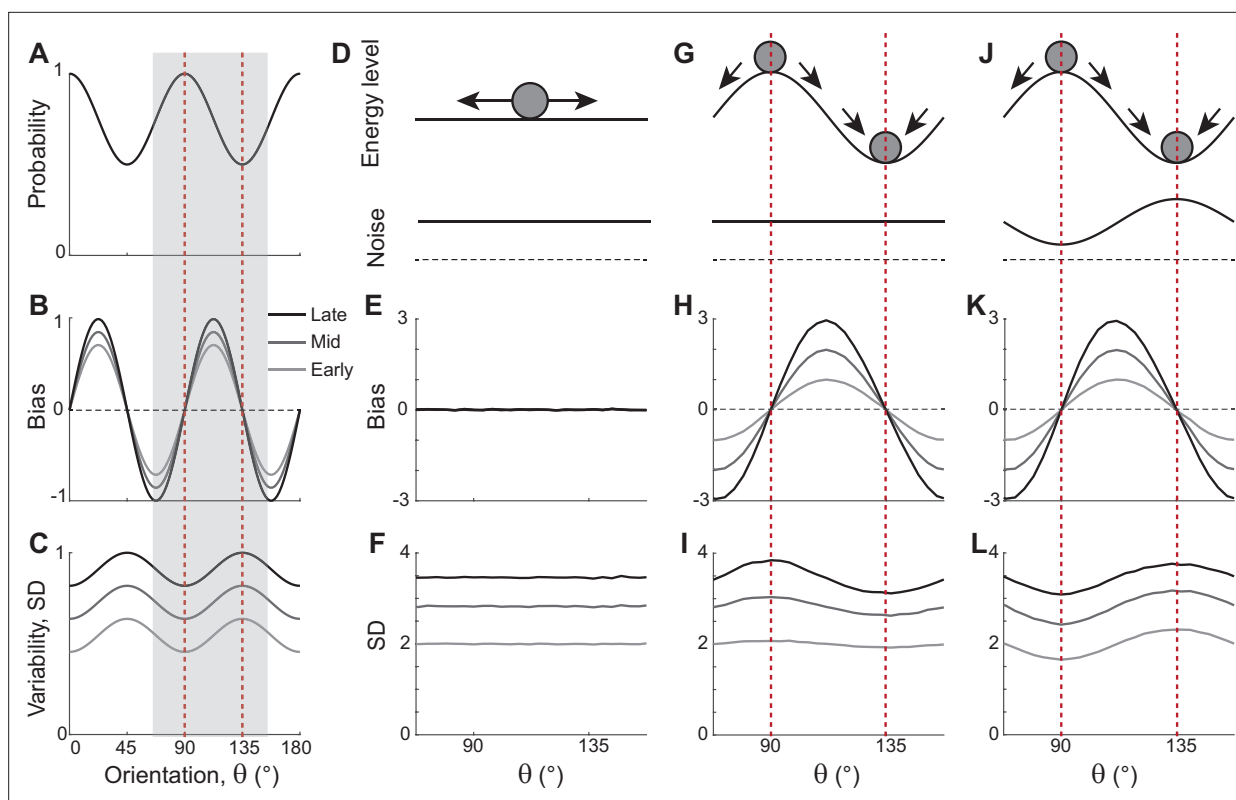 A
Probability
1
0
B
Bias
1
0
-1
Late
Mid
Early
C
Variability, SD
1
0
0 45 90 135 180
Orientation, θ (°)
D
Energy level
Noise
E
Bias
3
0
-3
F
SD
4
2
0
90 135
θ (°)
G
H
3
0
-3
I
4
2
0
90 135
θ (°)
J
K
3
0
-3
L
4
2
0
90 135
θ (°)